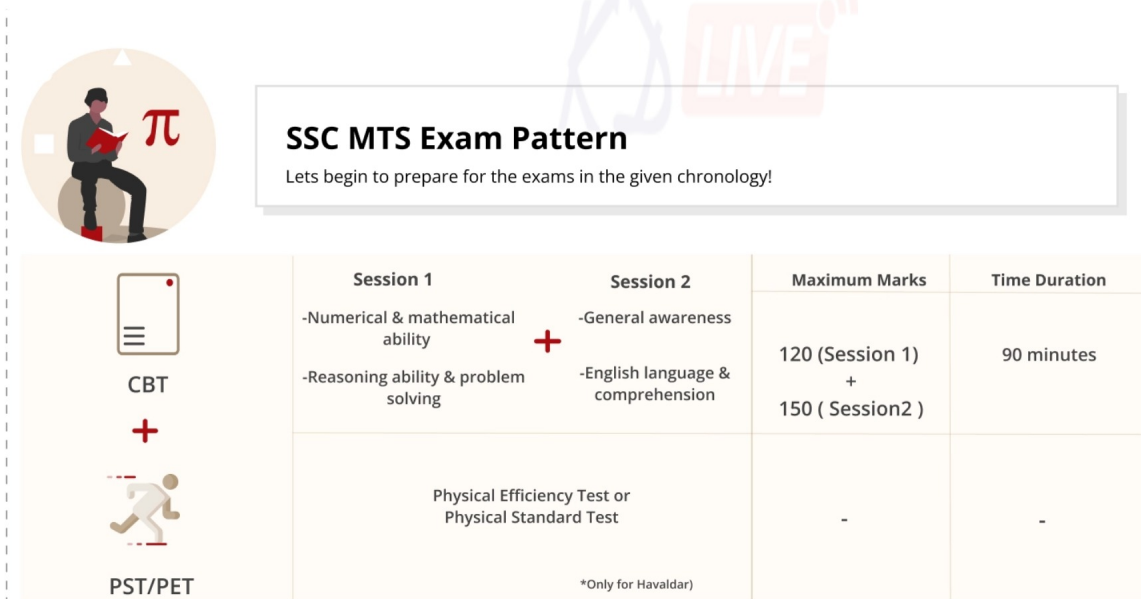 LIVE
π
SSC MTS Exam Pattern
Lets begin to prepare for the exams in the given chronology!
Session 1
Session 2
Maximum Marks
Time Duration
-Numerical & mathematical
ability
-Reasoning ability & problem
solving
+
-General awareness
-English language &
comprehension
120 (Session 1)
+
150 ( Session2 )
90 minutes
CBT
+
Physical Efficiency Test or
Physical Standard Test
-
-
*Only for Havaldar)
PST/PET